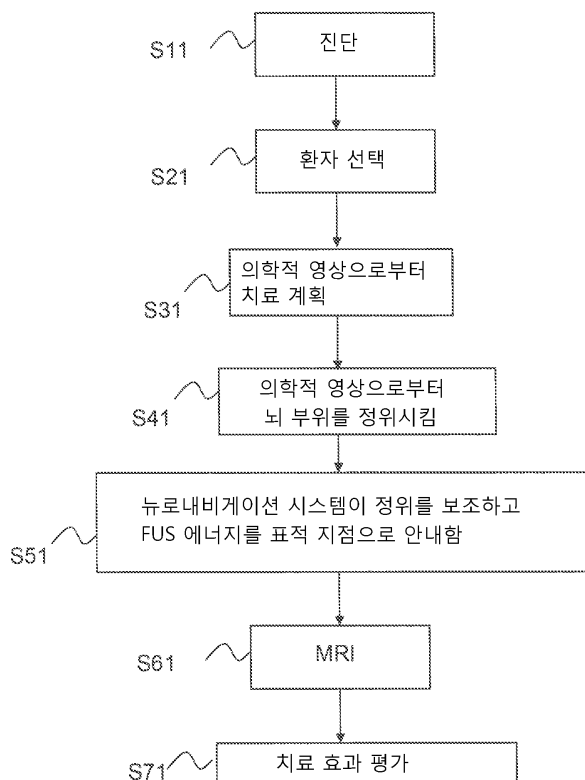 S11
진단
S21
환자 선택
S31
의학적 영상으로부터
치료 계획
S41
의학적 영상으로부터
뇌 부위를 정위시킴
S51
뉴로내비게이션 시스템이 정위를 보조하고
FUS 에너지를 표적 지점으로 안내함
S61
MRI
S71
치료 효과 평가